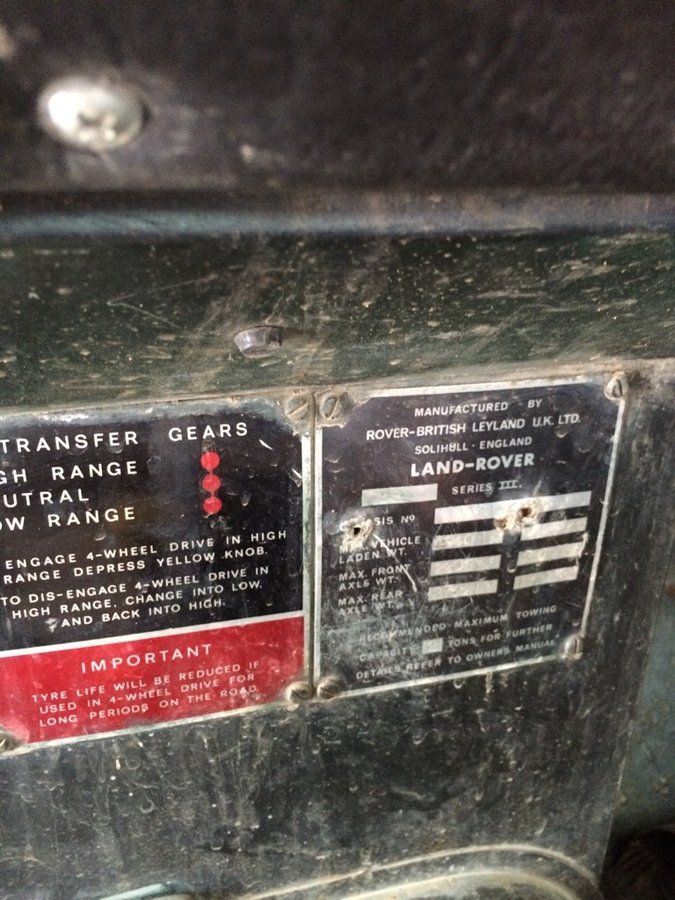 TRANSFER GEARS
GH RANGE
UTRAL
OW RANGE
ENGAGE 4-WHEEL DRIVE IN HIGH
RANGE DEPRESS YELLOW KNOB.
TO DIS-ENGAGE 4-WHEEL DRIVE IN
HIGH RANGE, CHANGE INTO LOW,
AND BACK INTO HIGH.
IMPORTANT
TYRE LIFE WILL BE REDUCED IF
USED IN 4-WHEEL DRIVE FOR
LONG PERIODS ON THE ROAD.
MANUFACTURED BY
ROVER-BRITISH LEYLAND U.K. LTD.
SOLIHULL · ENGLAND
LAND-ROVER
SERIES III.
SIS Nº
VEHICLE
LADEN WT.
MAX. FRONT
AXLE WT.
MAX. REAR
AXLE WT.
RECOMMENDED MAXIMUM TOWING
CAPACITY TONS FOR FURTHER
DETAILS REFER TO OWNERS MANUAL